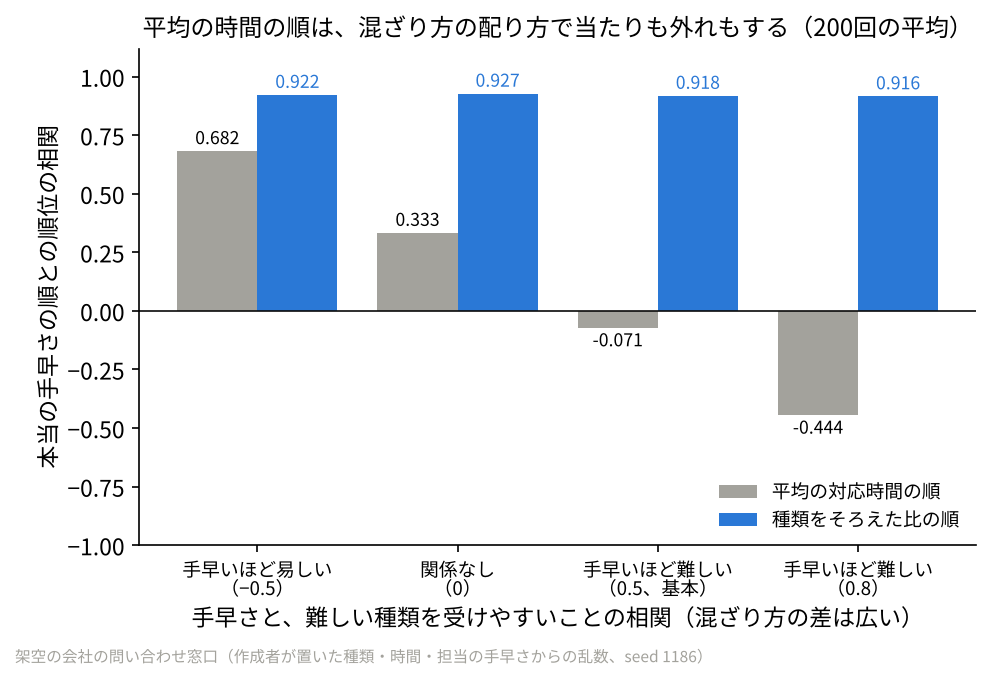 平均の時間の順は、混ざり方の配り方で当たりも外れもする（200回の平均）
本当の手早さの順との順位の相関
1.00
0.75
0.50
0.25
0.00
−0.25
−0.50
−0.75
−1.00
0.682
0.922
0.333
0.927
-0.071
0.918
-0.444
0.916
平均の対応時間の順
種類をそろえた比の順
手早いほど易しい
（−0.5）
関係なし
（0）
手早いほど難しい
（0.5、基本）
手早いほど難しい
（0.8）
手早さと、難しい種類を受けやすいことの相関（混ざり方の差は広い）
架空の会社の問い合わせ窓口（作成者が置いた種類・時間・担当の手早さからの乱数、seed 1186）